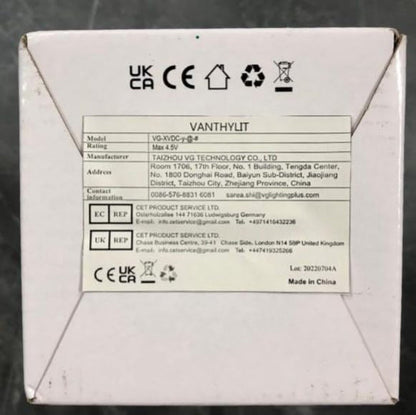 UK CA CE
VANTHYLIT
Model VG-XVDC-y-@-#
Rating Max 4.5V
Manufacturer TAIZHOU VG TECHNOLOGY CO., LTD
Address Room 1706, 17th Floor, No. 1 Building, Tengda Center,
No. 1800 Donghai Road, Baiyun Sub-District, Jiaojiang
District, Taizhou City, Zhejiang Province, China
Contact Information 0086-576-8831 6081 sarea.shi@vglightingplus.com
EC REP CET PRODUCT SERVICE LTD.
Osterholzallee 144 71636 Ludwigsburg Germany
E-mail: info.cetservice@gmail.com Tel: +4971416432236
UK REP CET PRODUCT SERVICE LTD.
Chase Business Centre, 39-41 Chase Side, London N14 5BP United Kingdom
E-mail: info.cetservice@gmail.com Tel: +447419325266
CE UK CA
Lot: 20220704A
Made in China